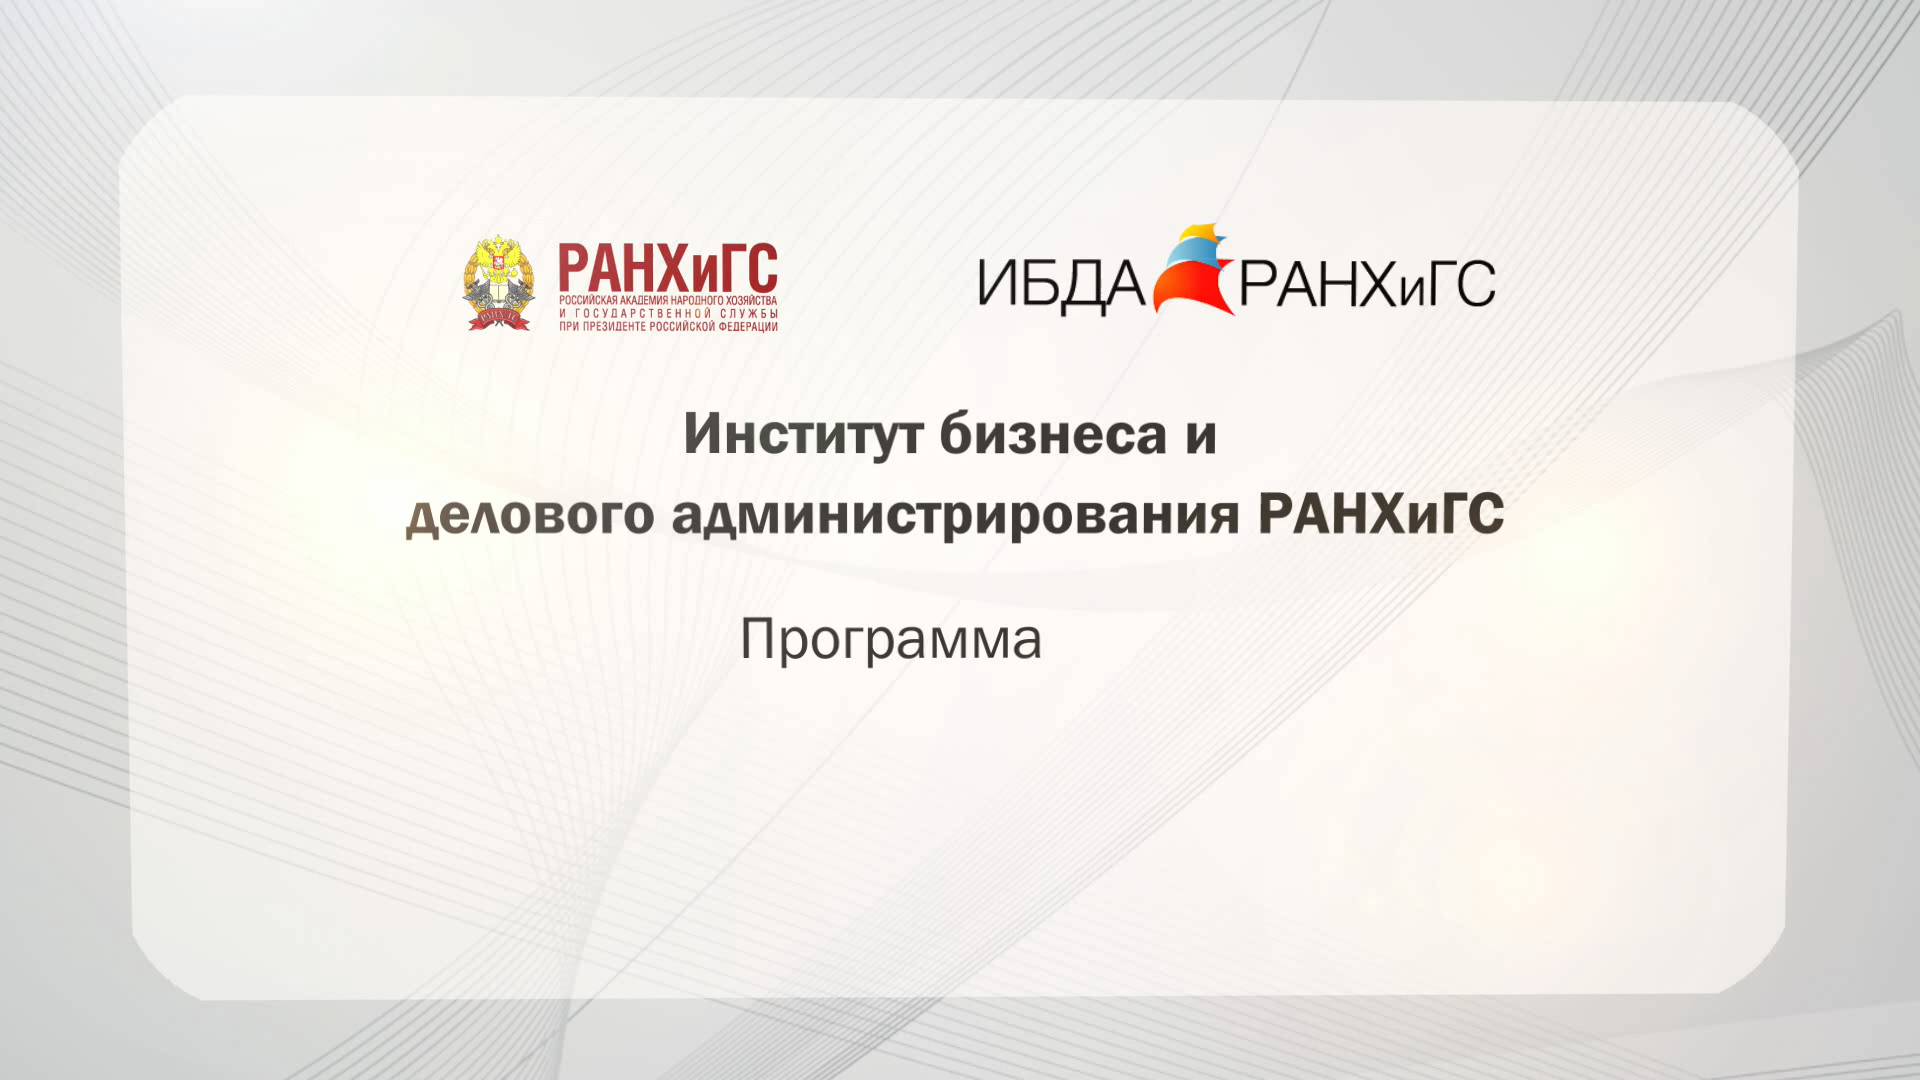 РАНХиГС
РОССИЙСКАЯ АКАДЕМИЯ НАРОДНОГО ХОЗЯЙСТВА
И ГОСУДАРСТВЕННОЙ СЛУЖБЫ
ПРИ ПРЕЗИДЕНТЕ РОССИЙСКОЙ ФЕДЕРАЦИИ
РАНХиГС
ИБДА РАНХиГС
Институт бизнеса и
делового администрирования РАНХиГС
Программа